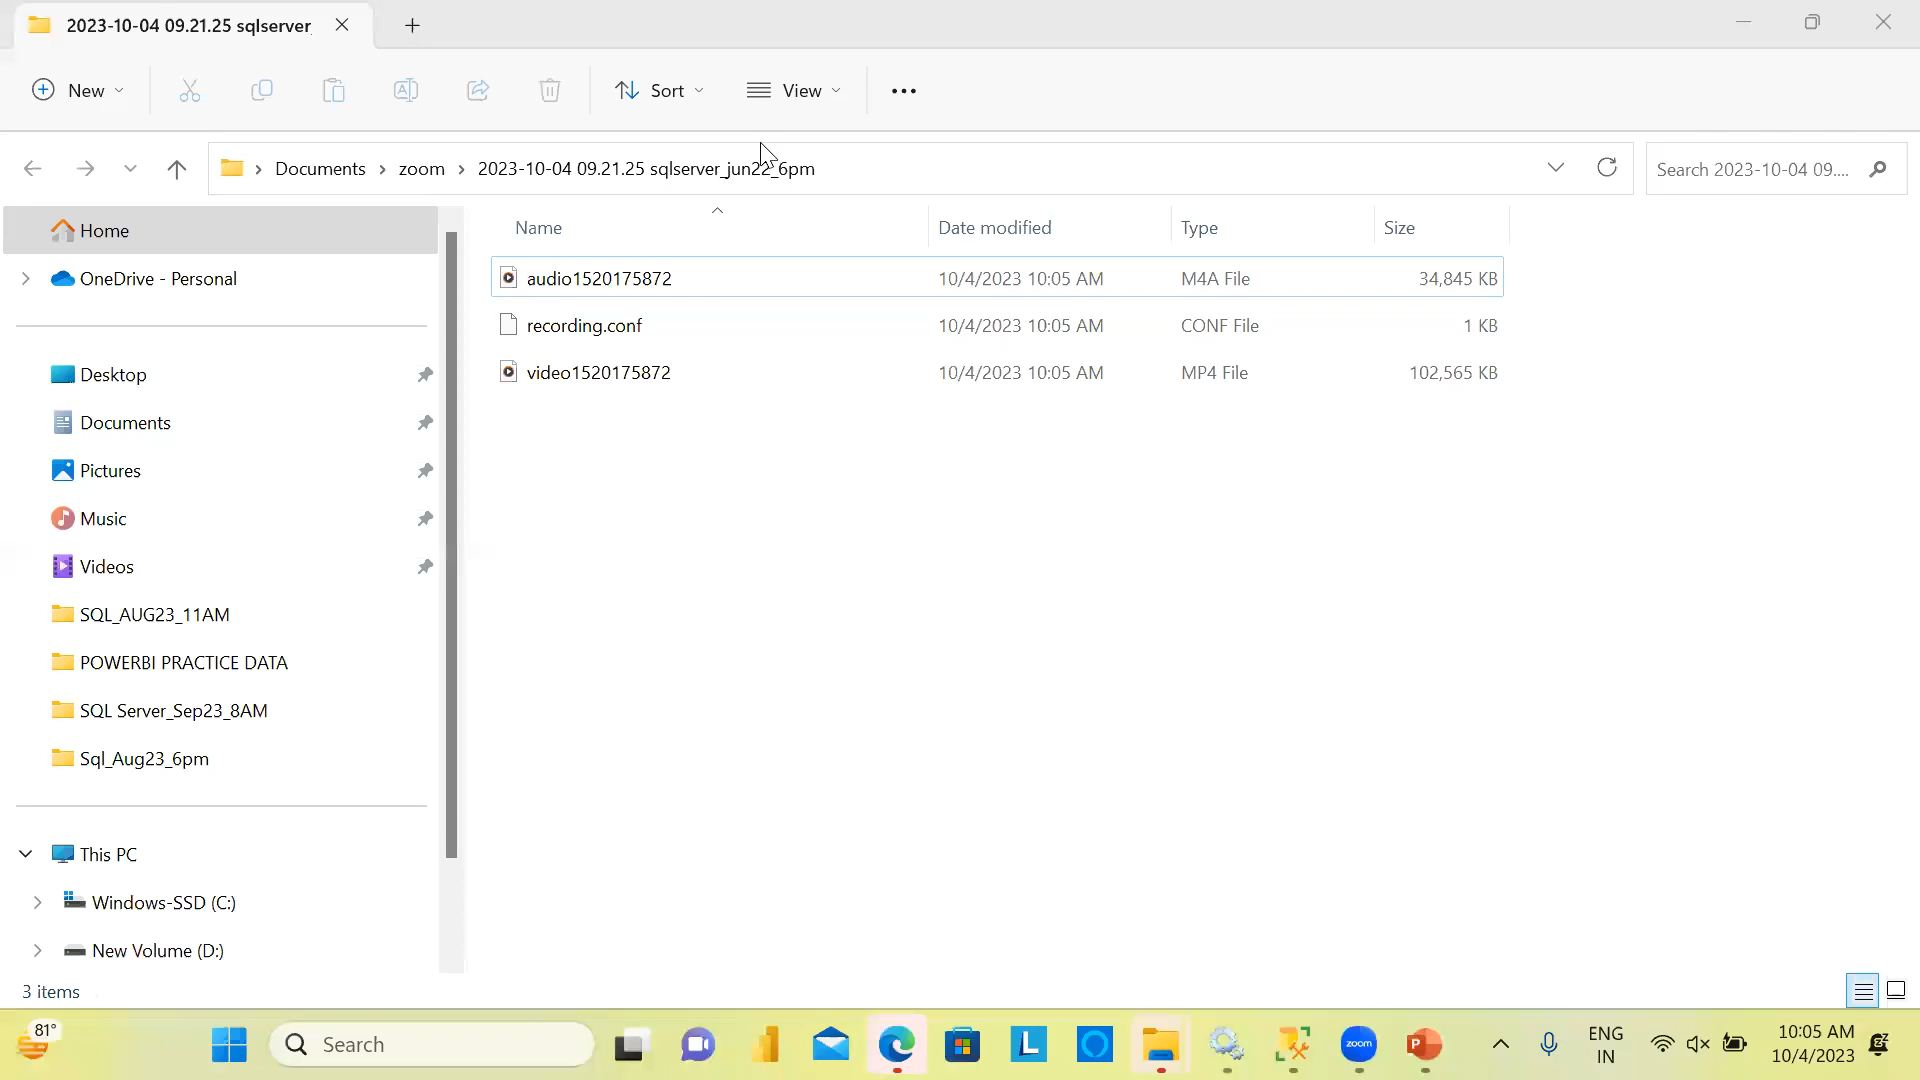 2023-10-04 09.21.25 sqlserver_
New
Sort
View
Documents > zoom > 2023-10-04 09.21.25 sqlserver_jun22_6pm
Search 2023-10-04 09....
Name Date modified Type Size
audio1520175872 10/4/2023 10:05 AM M4A File 34,845 KB
recording.conf 10/4/2023 10:05 AM CONF File 1 KB
video1520175872 10/4/2023 10:05 AM MP4 File 102,565 KB
Home
OneDrive - Personal
Desktop
Documents
Pictures
Music
Videos
SQL_AUG23_11AM
POWERBI PRACTICE DATA
SQL Server_Sep23_8AM
Sql_Aug23_6pm
This PC
Windows-SSD (C:)
New Volume (D:)
3 items
81°
Search
L
zoom
P
ENG
IN
10:05 AM
10/4/2023